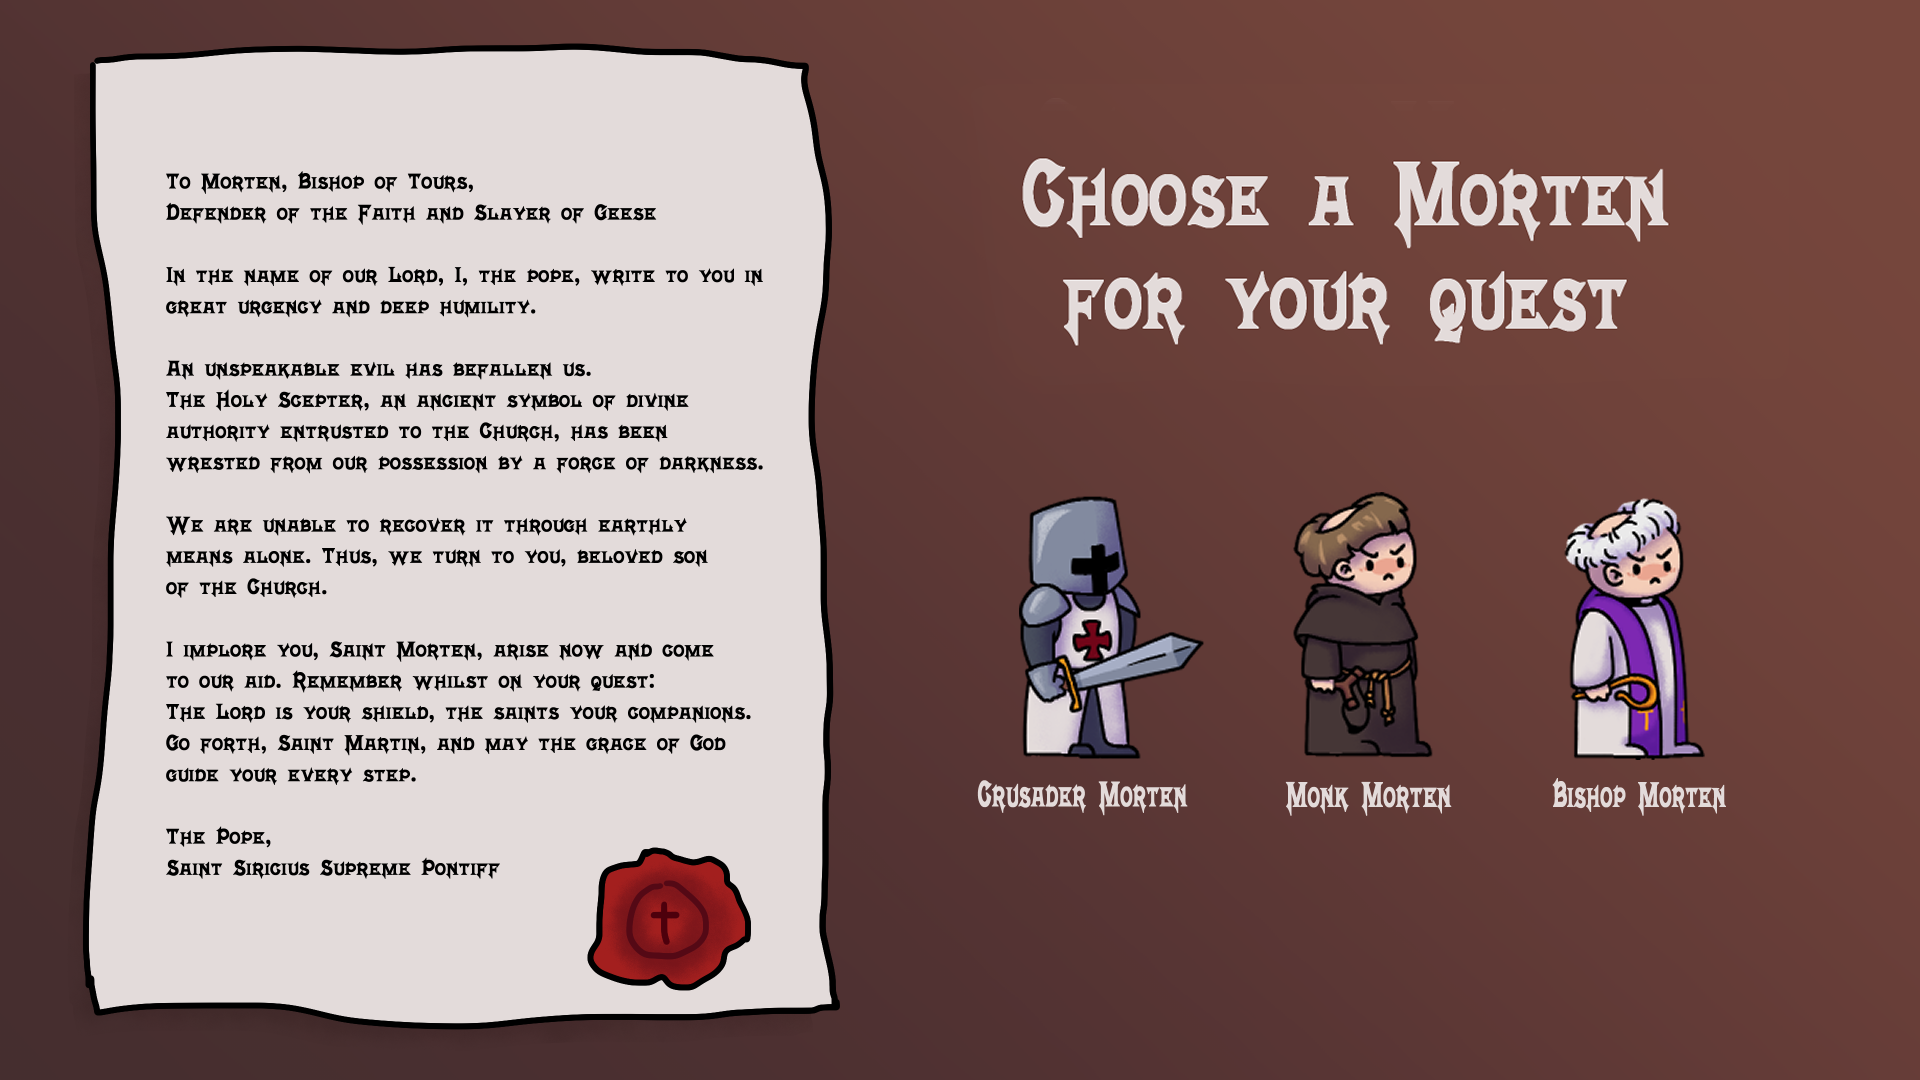 To Morten, Bishop of Tours,
Defender of the Faith and Slayer of Geese
In the name of our Lord, I, the pope, write to you in
great urgency and deep humility.
An unspeakable evil has befallen us.
The Holy Scepter, an ancient symbol of divine
authority entrusted to the Church, has been
wrested from our possession by a force of darkness.
We are unable to recover it through earthly
means alone. Thus, we turn to you, beloved son
of the Church.
I implore you, Saint Morten, arise now and come
to our aid. Remember whilst on your quest:
The Lord is your shield, the saints your companions.
Go forth, Saint Martin, and may the grace of God
guide your every step.
The Pope,
Saint Siricius Supreme Pontiff
Choose a Morten
for your quest
Crusader Morten
Monk Morten
Bishop Morten